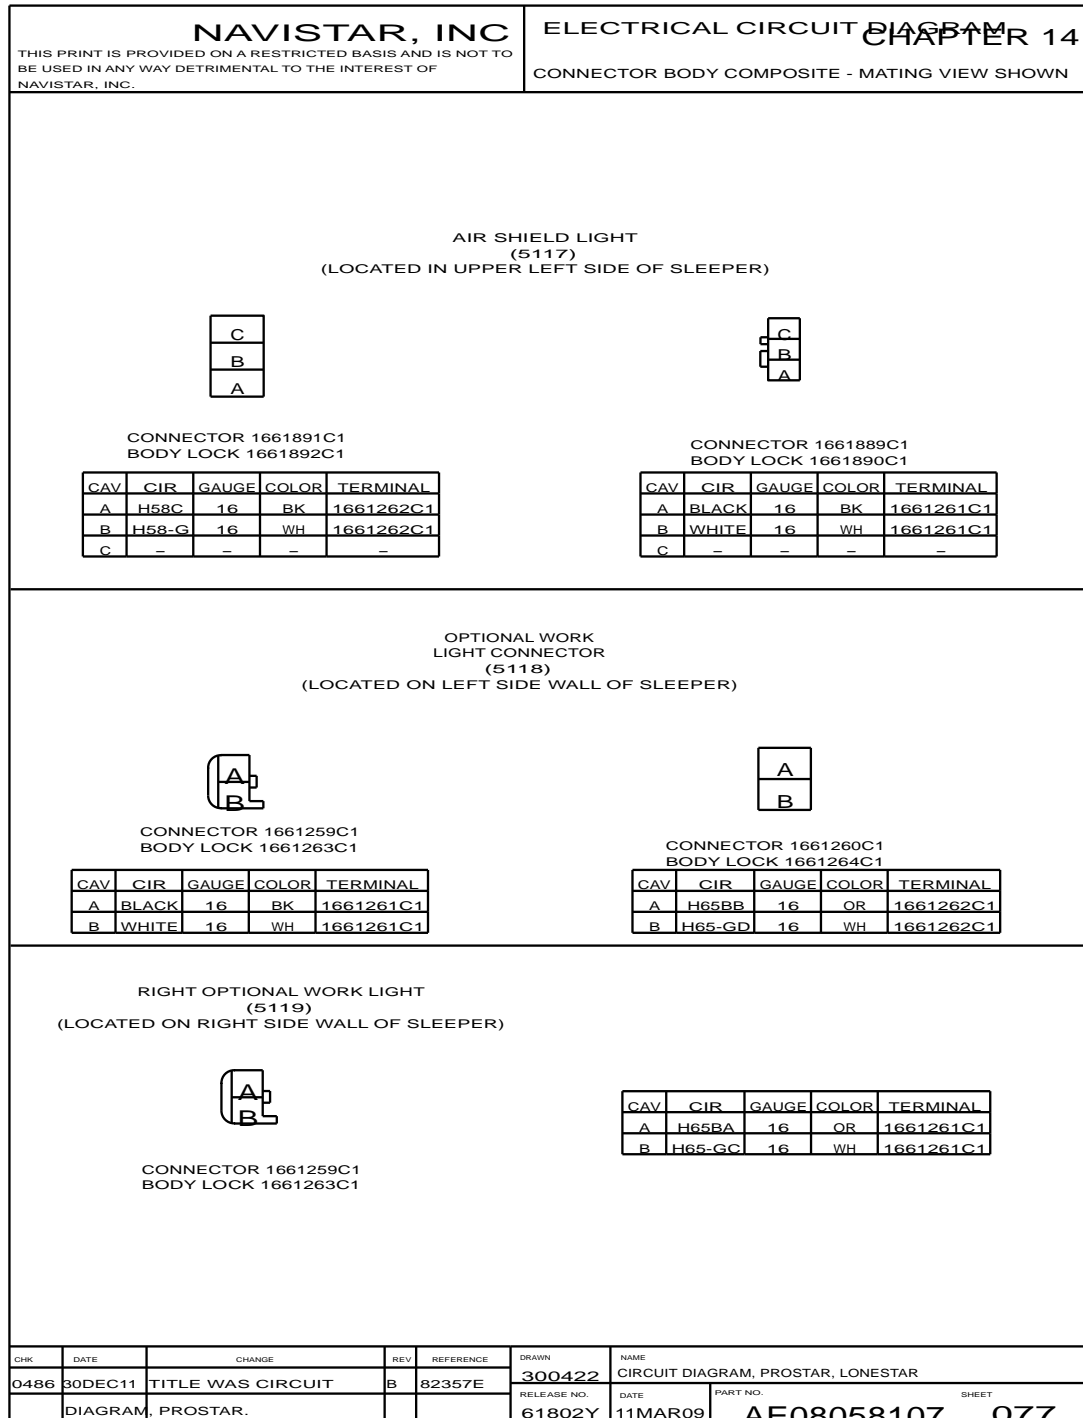 NAVISTAR, INC
THIS PRINT IS PROVIDED ON A RESTRICTED BASIS AND IS NOT TO
BE USED IN ANY WAY DETRIMENTAL TO THE INTEREST OF
NAVISTAR, INC.
ELECTRICAL CIRCUIT DIAGRAM
CHAPTER 14
CONNECTOR BODY COMPOSITE - MATING VIEW SHOWN
AIR SHIELD LIGHT
(5117)
(LOCATED IN UPPER LEFT SIDE OF SLEEPER)
C
B
A
CONNECTOR 1661891C1
BODY LOCK 1661892C1
CAV CIR GAUGE COLOR TERMINAL
A H58C 16 BK 1661262C1
B H58-G 16 WH 1661262C1
C – – – –
C
B
A
CONNECTOR 1661889C1
BODY LOCK 1661890C1
CAV CIR GAUGE COLOR TERMINAL
A BLACK 16 BK 1661261C1
B WHITE 16 WH 1661261C1
C – – – –
OPTIONAL WORK
LIGHT CONNECTOR
(5118)
(LOCATED ON LEFT SIDE WALL OF SLEEPER)
A
B
CONNECTOR 1661259C1
BODY LOCK 1661263C1
CAV CIR GAUGE COLOR TERMINAL
A BLACK 16 BK 1661261C1
B WHITE 16 WH 1661261C1
A
B
CONNECTOR 1661260C1
BODY LOCK 1661264C1
CAV CIR GAUGE COLOR TERMINAL
A H65BB 16 OR 1661262C1
B H65-GD 16 WH 1661262C1
RIGHT OPTIONAL WORK LIGHT
(5119)
(LOCATED ON RIGHT SIDE WALL OF SLEEPER)
A
B
CONNECTOR 1661259C1
BODY LOCK 1661263C1
CAV CIR GAUGE COLOR TERMINAL
A H65BA 16 OR 1661261C1
B H65-GC 16 WH 1661261C1
CHK DATE CHANGE REV REFERENCE
0486 30DEC11 TITLE WAS CIRCUIT B 82357E
DIAGRAM, PROSTAR.
DRAWN
300422
NAME
CIRCUIT DIAGRAM, PROSTAR, LONESTAR
RELEASE NO.
61802Y
DATE
11MAR09
PART NO.
AE08058107
SHEET
077